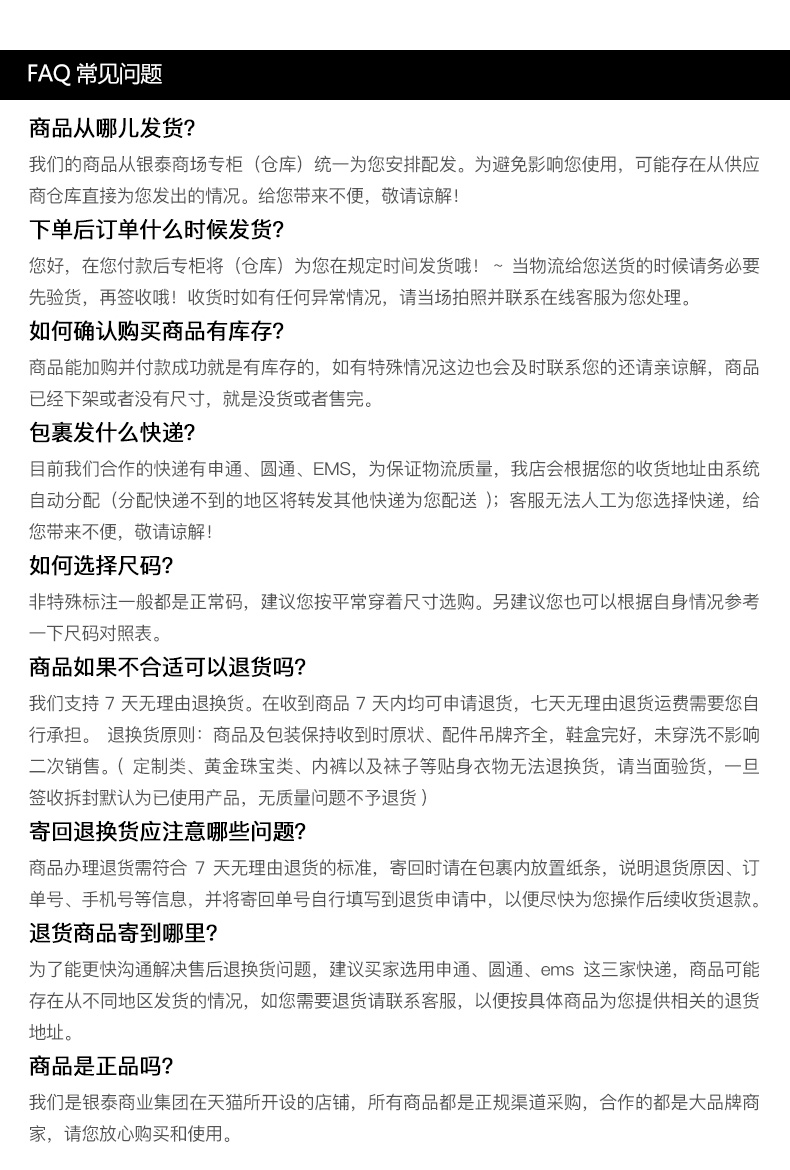 FAQ 常见问题
商品从哪儿发货?
我们的商品从银泰商场专柜（仓库）统一为您安排配发。为避免影响您使用，可能存在从供应
商仓库直接为您发出的情况。给您带来不便，敬请谅解！
下单后订单什么时候发货?
您好，在您付款后专柜将（仓库）为您在规定时间发货哦！ ~ 当物流给您送货的时候请务必要
先验货，再签收哦！收货时如有任何异常情况，请当场拍照并联系在线客服为您处理。
如何确认购买商品有库存?
商品能加购并付款成功就是有库存的，如有特殊情况这边也会及时联系您的还请亲谅解，商品
已经下架或者没有尺寸，就是没货或者售完。
包裹发什么快递?
目前我们合作的快递有申通、圆通、EMS，为保证物流质量，我店会根据您的收货地址由系统
自动分配（分配快递不到的地区将转发其他快递为您配送 )；客服无法人工为您选择快递，给
您带来不便，敬请谅解！
如何选择尺码?
非特殊标注一般都是正常码，建议您按平常穿着尺寸选购。另建议您也可以根据自身情况参考
一下尺码对照表。
商品如果不合适可以退货吗?
我们支持 7 天无理由退换货。在收到商品 7 天内均可申请退货，七天无理由退货运费需要您自
行承担。 退换货原则：商品及包装保持收到时原状、配件吊牌齐全，鞋盒完好，未穿洗不影响
二次销售。( 定制类、黄金珠宝类、内裤以及袜子等贴身衣物无法退换货，请当面验货，一旦
签收拆封默认为已使用产品，无质量问题不予退货 )
寄回退换货应注意哪些问题?
商品办理退货需符合 7 天无理由退货的标准，寄回时请在包裹内放置纸条，说明退货原因、订
单号、手机号等信息，并将寄回单号自行填写到退货申请中，以便尽快为您操作后续收货退款。
退货商品寄到哪里?
为了能更快沟通解决售后退换货问题，建议买家选用申通、圆通、ems 这三家快递，商品可能
存在从不同地区发货的情况，如您需要退货请联系客服，以便按具体商品为您提供相关的退货
地址。
商品是正品吗?
我们是银泰商业集团在天猫所开设的店铺，所有商品都是正规渠道采购，合作的都是大品牌商
家，请您放心购买和使用。